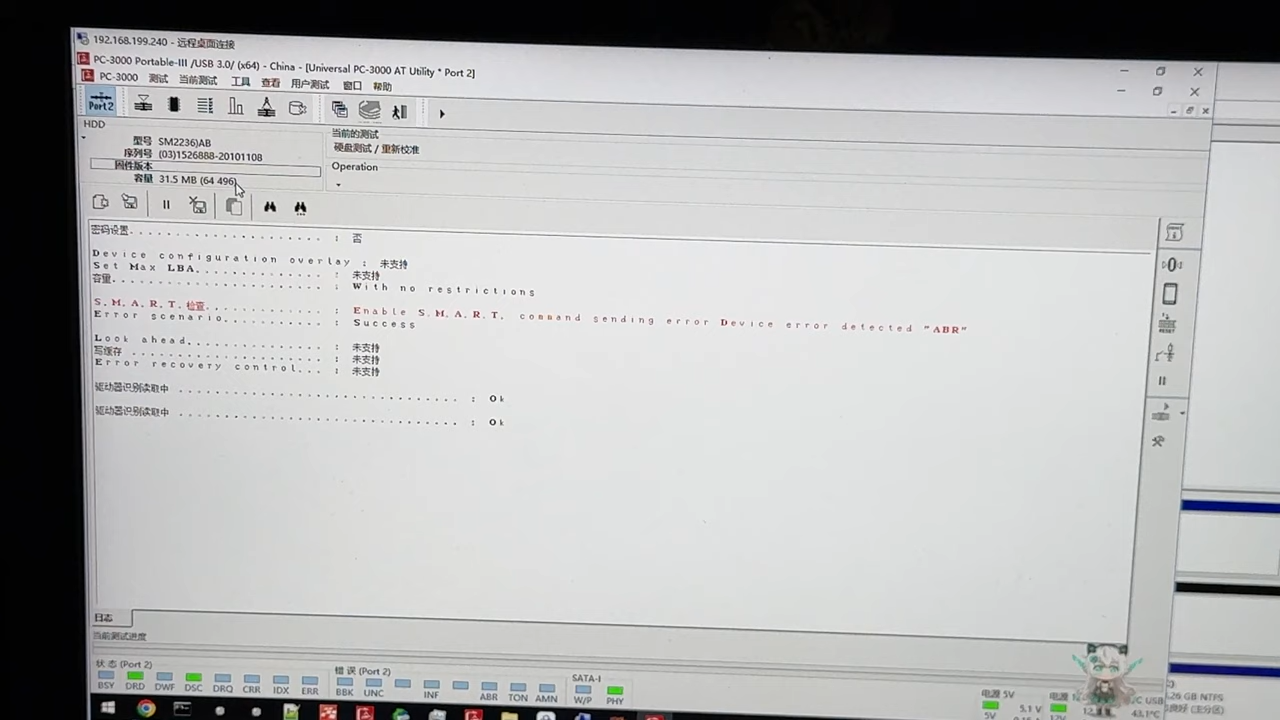 192.168.199.240 - 远程桌面连接
PC-3000 Portable-III /USB 3.0/ (x64) - China - [Universal PC-3000 AT Utility * Port 2]
PC-3000 测试 当前测试 工具 查看 用户测试 窗口 帮助
Port2
HDD
型号 SM2236)AB
序列号 (03)1526888-2010110B
固件版本
容量 31.5 MB (64 496)
当前的测试
硬盘测试 / 重新校准
Operation
密码设置. . . . . . . . . . . . . . . . . . . . : 否
Device configuration overlay : 未支持
Set Max LBA. . . . . . . . . . . . . : 未支持
容量. . . . . . . . . . . . . . . . . . . . . : With no restrictions
S.M.A.R.T.检查. . . . . . . . . . . . : Enable S.M.A.R.T. command sending error Device error detected "ABR"
Error scenario. . . . . . . . . . : Success
Look ahead. . . . . . . . . . . . . . : 未支持
写缓存 . . . . . . . . . . . . . . . . . . . : 未支持
Error recovery control. . . : 未支持
驱动器识别读取中 . . . . . . . . . . . . . . . . . . . . . . . . . . . . . : Ok
驱动器识别读取中 . . . . . . . . . . . . . . . . . . . . . . . . . . . . . : Ok
日志
当前测试进度
状 态 (Port 2)
BSY DRD DWF DSC DRQ CRR IDX ERR
错 误 (Port 2)
BBK UNC INF ABR TON AMN
SATA-I
W/P PHY
电源 5V
5V 5.1 V
12V
43.1°C
.26 GB NTFS